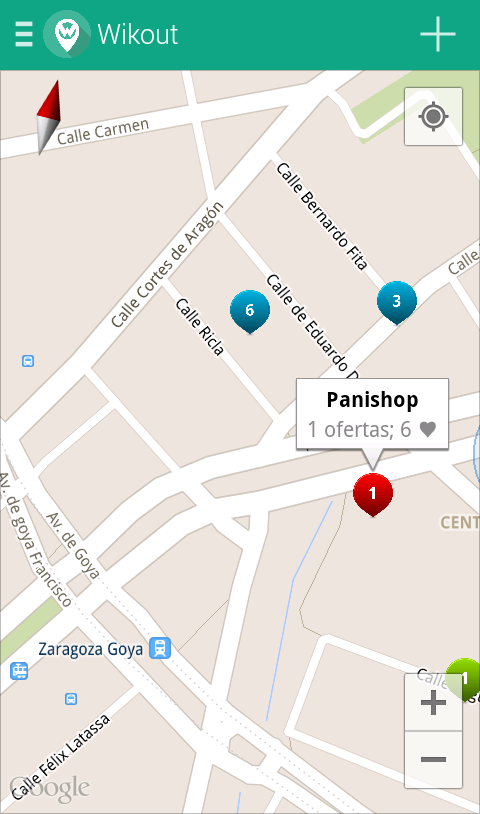 Wikout
Calle Carmen
Calle Bernardo Fita
Calle Cortes de Aragón
Calle
Calle de Eduardo D
Calle Ricla
6
3
Panishop
1 ofertas; 6
1
CENT
Av. de goya Francisco
Av. de Goya
Zaragoza Goya
Calle
1
Calle Félix Latassa
Google